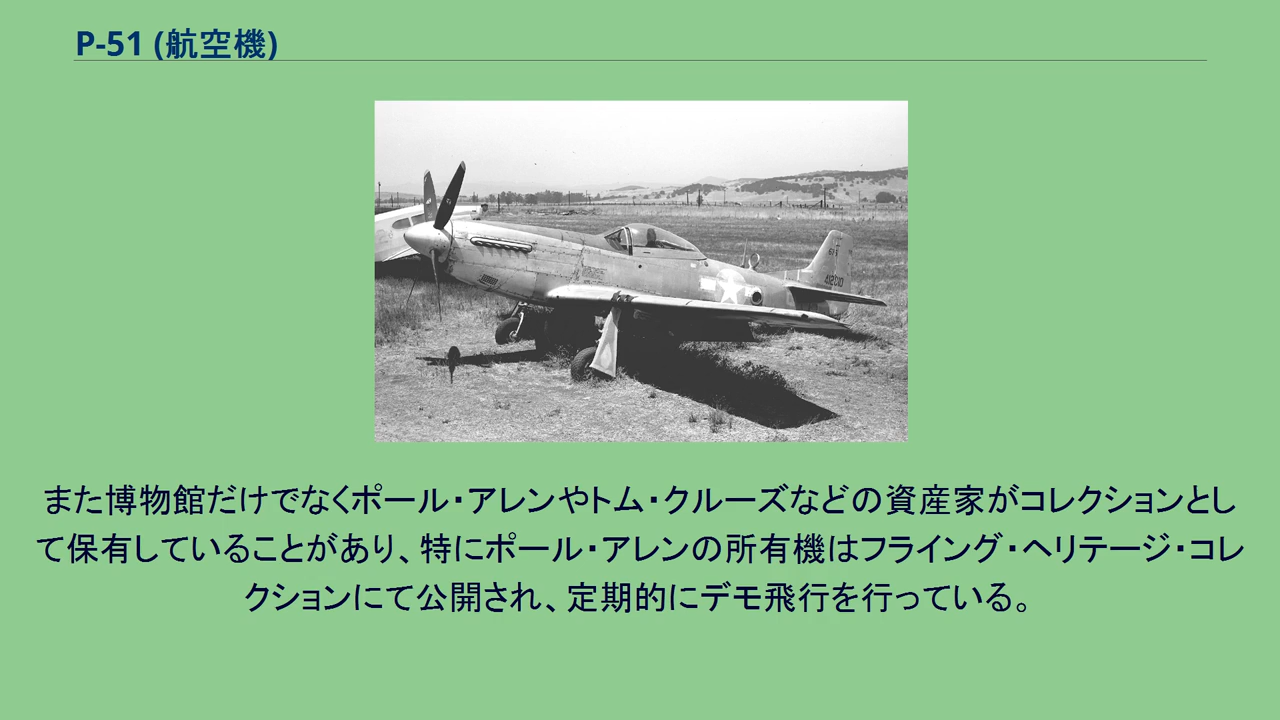 P-51 (航空機)
また博物館だけでなくポール・アレンやトム・クルーズなどの資産家がコレクションとし
て保有していることがあり、特にポール・アレンの所有機はフライング・ヘリテージ・コレ
クションにて公開され、定期的にデモ飛行を行っている。